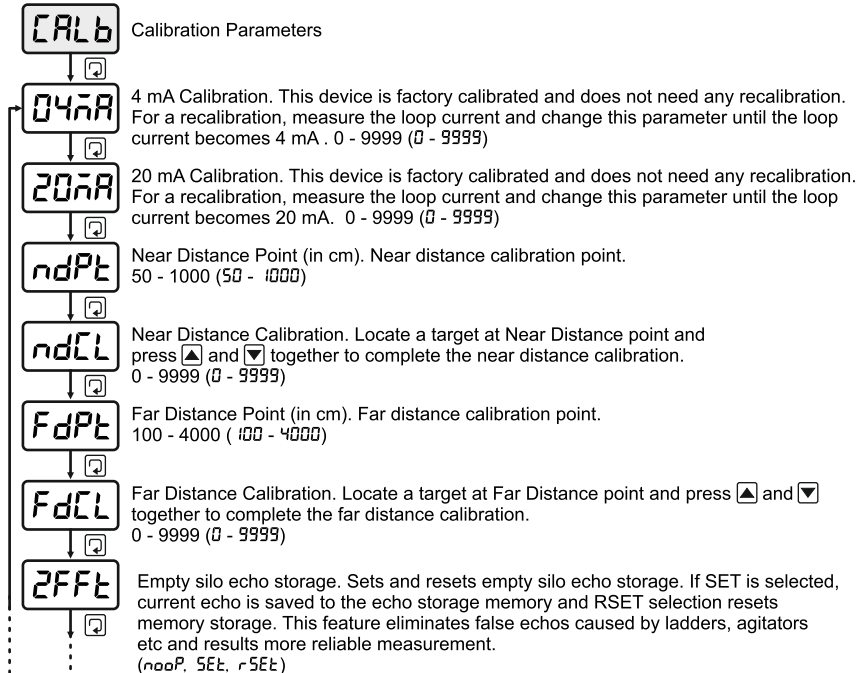 CALb
Calibration Parameters
04mA
4 mA Calibration. This device is factory calibrated and does not need any recalibration.
For a recalibration, measure the loop current and change this parameter until the loop
current becomes 4 mA . 0 - 9999 (0 - 9999)
20mA
20 mA Calibration. This device is factory calibrated and does not need any recalibration.
For a recalibration, measure the loop current and change this parameter until the loop
current becomes 20 mA. 0 - 9999 (0 - 9999)
ndPt
Near Distance Point (in cm). Near distance calibration point.
50 - 1000 (50 - 1000)
ndCL
Near Distance Calibration. Locate a target at Near Distance point and
press ▲ and ▼ together to complete the near distance calibration.
0 - 9999 (0 - 9999)
FdPt
Far Distance Point (in cm). Far distance calibration point.
100 - 4000 ( 100 - 4000)
FdCL
Far Distance Calibration. Locate a target at Far Distance point and press ▲ and ▼
together to complete the far distance calibration.
0 - 9999 (0 - 9999)
2FFt
Empty silo echo storage. Sets and resets empty silo echo storage. If SET is selected,
current echo is saved to the echo storage memory and RSET selection resets
memory storage. This feature eliminates false echos caused by ladders, agitators
etc and results more reliable measurement.
(nooP, SEt, rSEt)